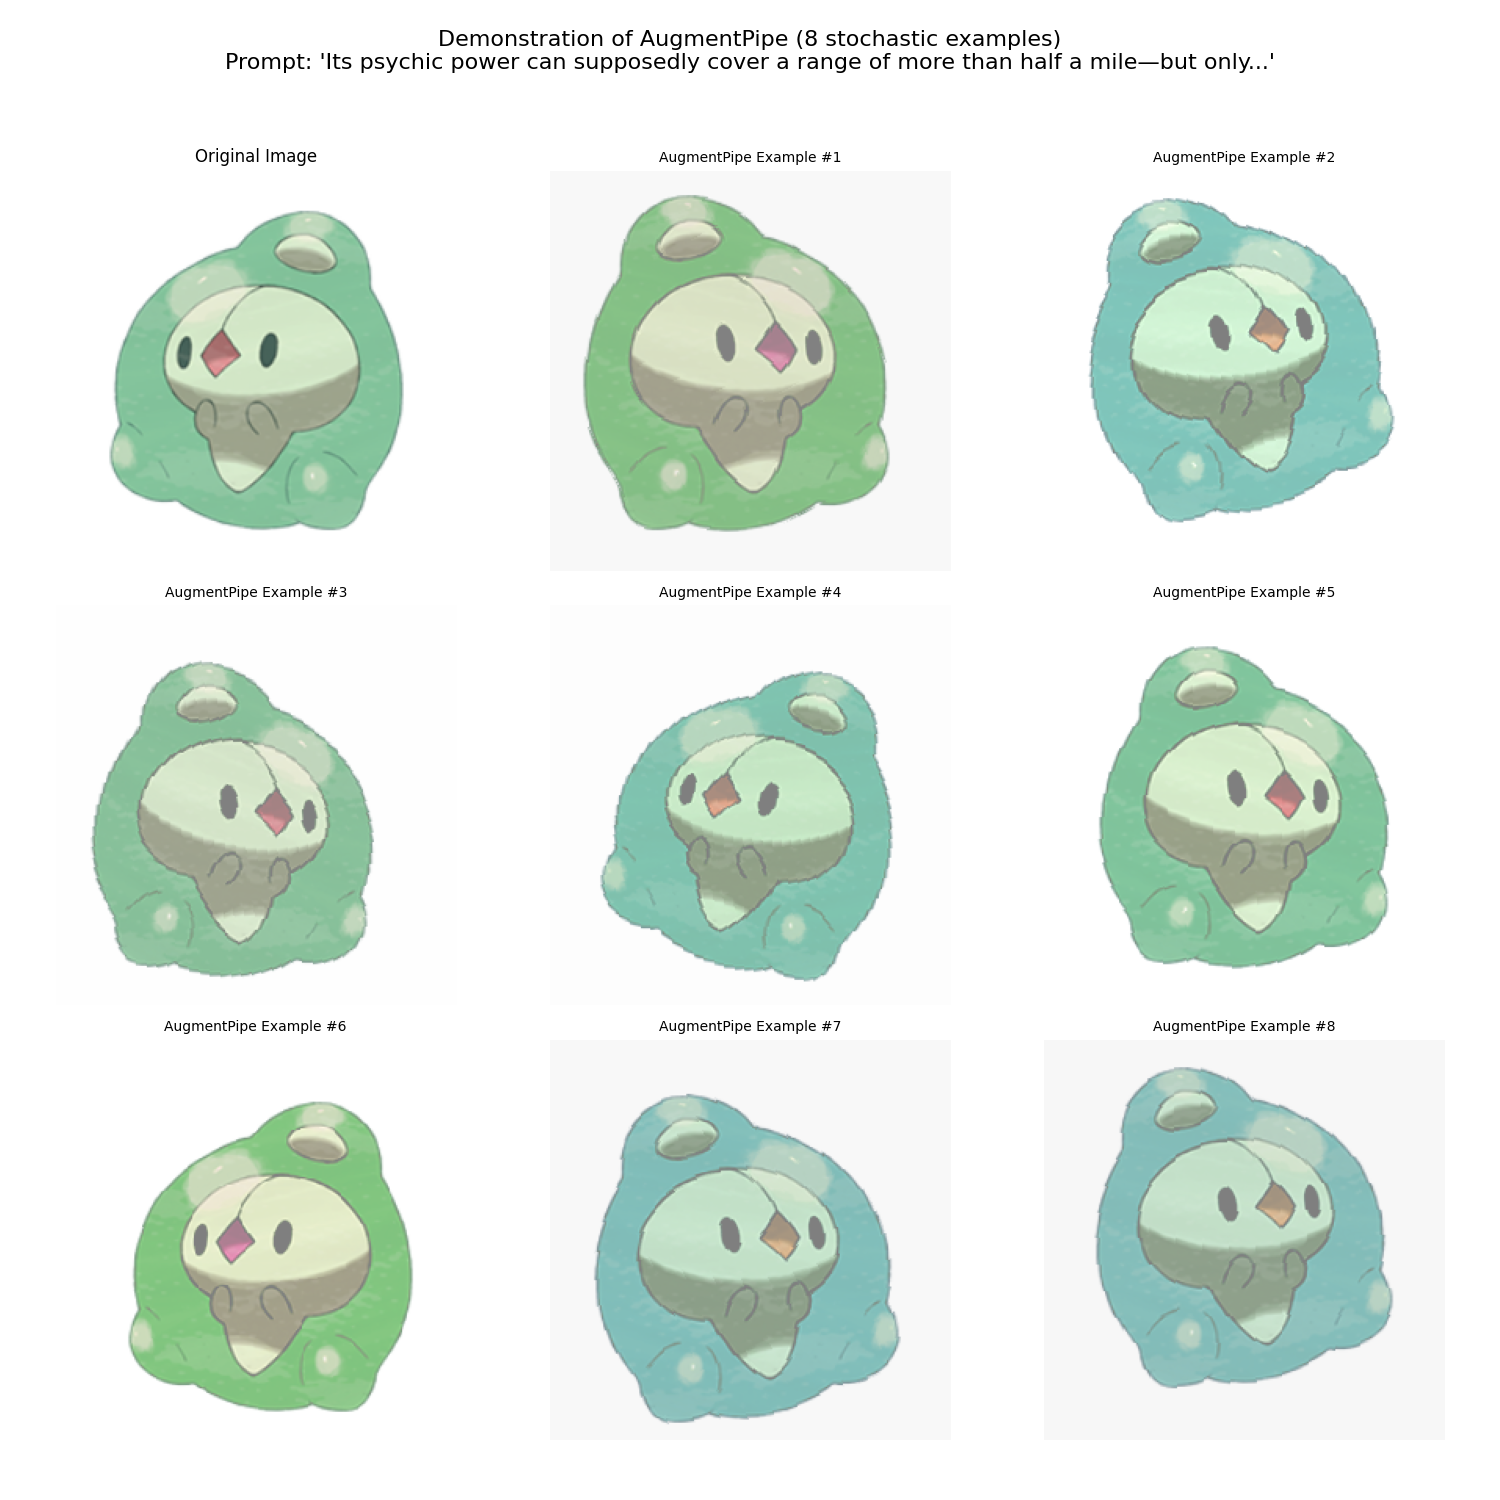 Demonstration of AugmentPipe (8 stochastic examples)
Prompt: 'Its psychic power can supposedly cover a range of more than half a mile—but only...'
Original Image
AugmentPipe Example #1
AugmentPipe Example #2
AugmentPipe Example #3
AugmentPipe Example #4
AugmentPipe Example #5
AugmentPipe Example #6
AugmentPipe Example #7
AugmentPipe Example #8